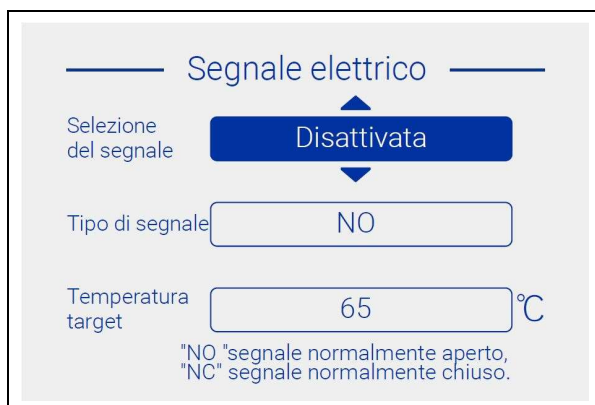 Segnale elettrico
Selezione
del segnale
Disattivata
Tipo di segnale
NO
Temperatura
target
65
°C
"NO "segnale normalmente aperto,
"NC" segnale normalmente chiuso.